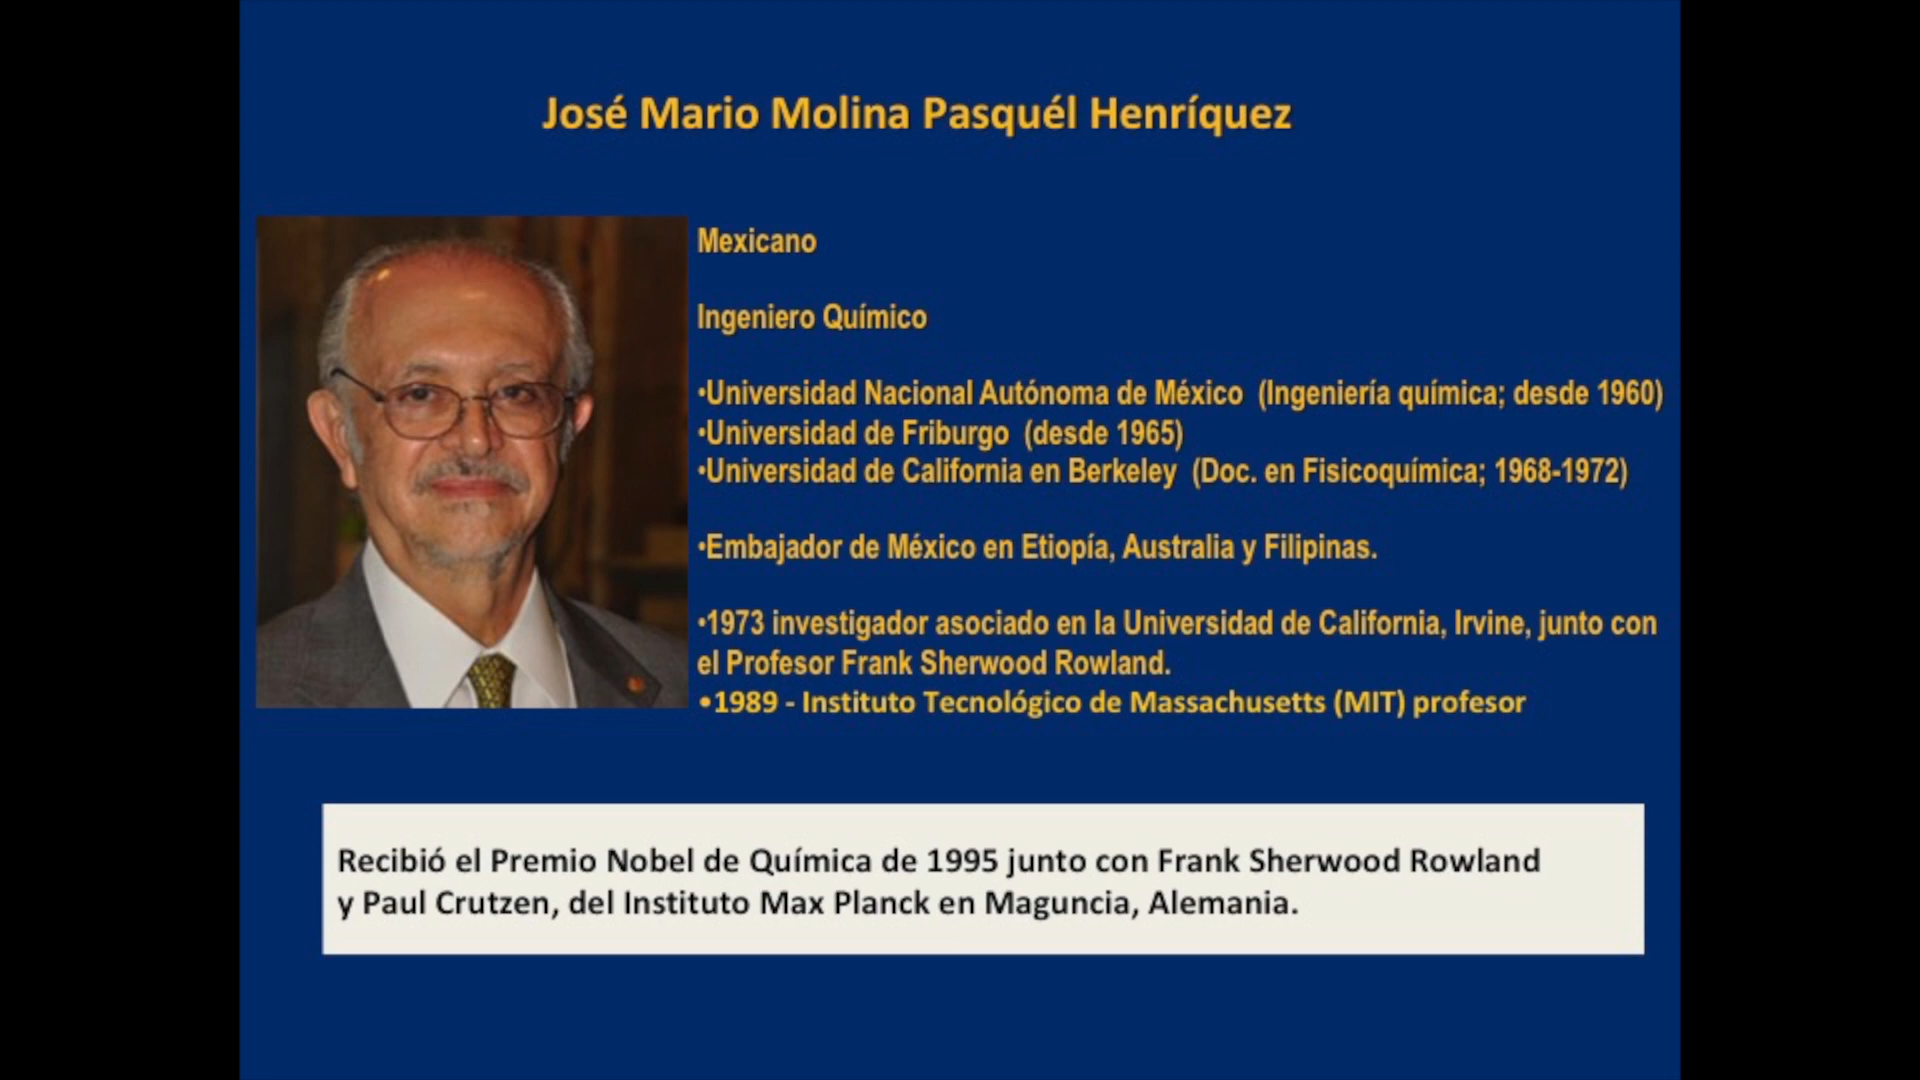 José Mario Molina Pasquél Henríquez
Mexicano
Ingeniero Químico
•Universidad Nacional Autónoma de México (Ingeniería química; desde 1960)
•Universidad de Friburgo (desde 1965)
•Universidad de California en Berkeley (Doc. en Fisicoquímica; 1968-1972)
•Embajador de México en Etiopía, Australia y Filipinas.
•1973 investigador asociado en la Universidad de California, Irvine, junto con
el Profesor Frank Sherwood Rowland.
•1989 - Instituto Tecnológico de Massachusetts (MIT) profesor
Recibió el Premio Nobel de Química de 1995 junto con Frank Sherwood Rowland
y Paul Crutzen, del Instituto Max Planck en Maguncia, Alemania.